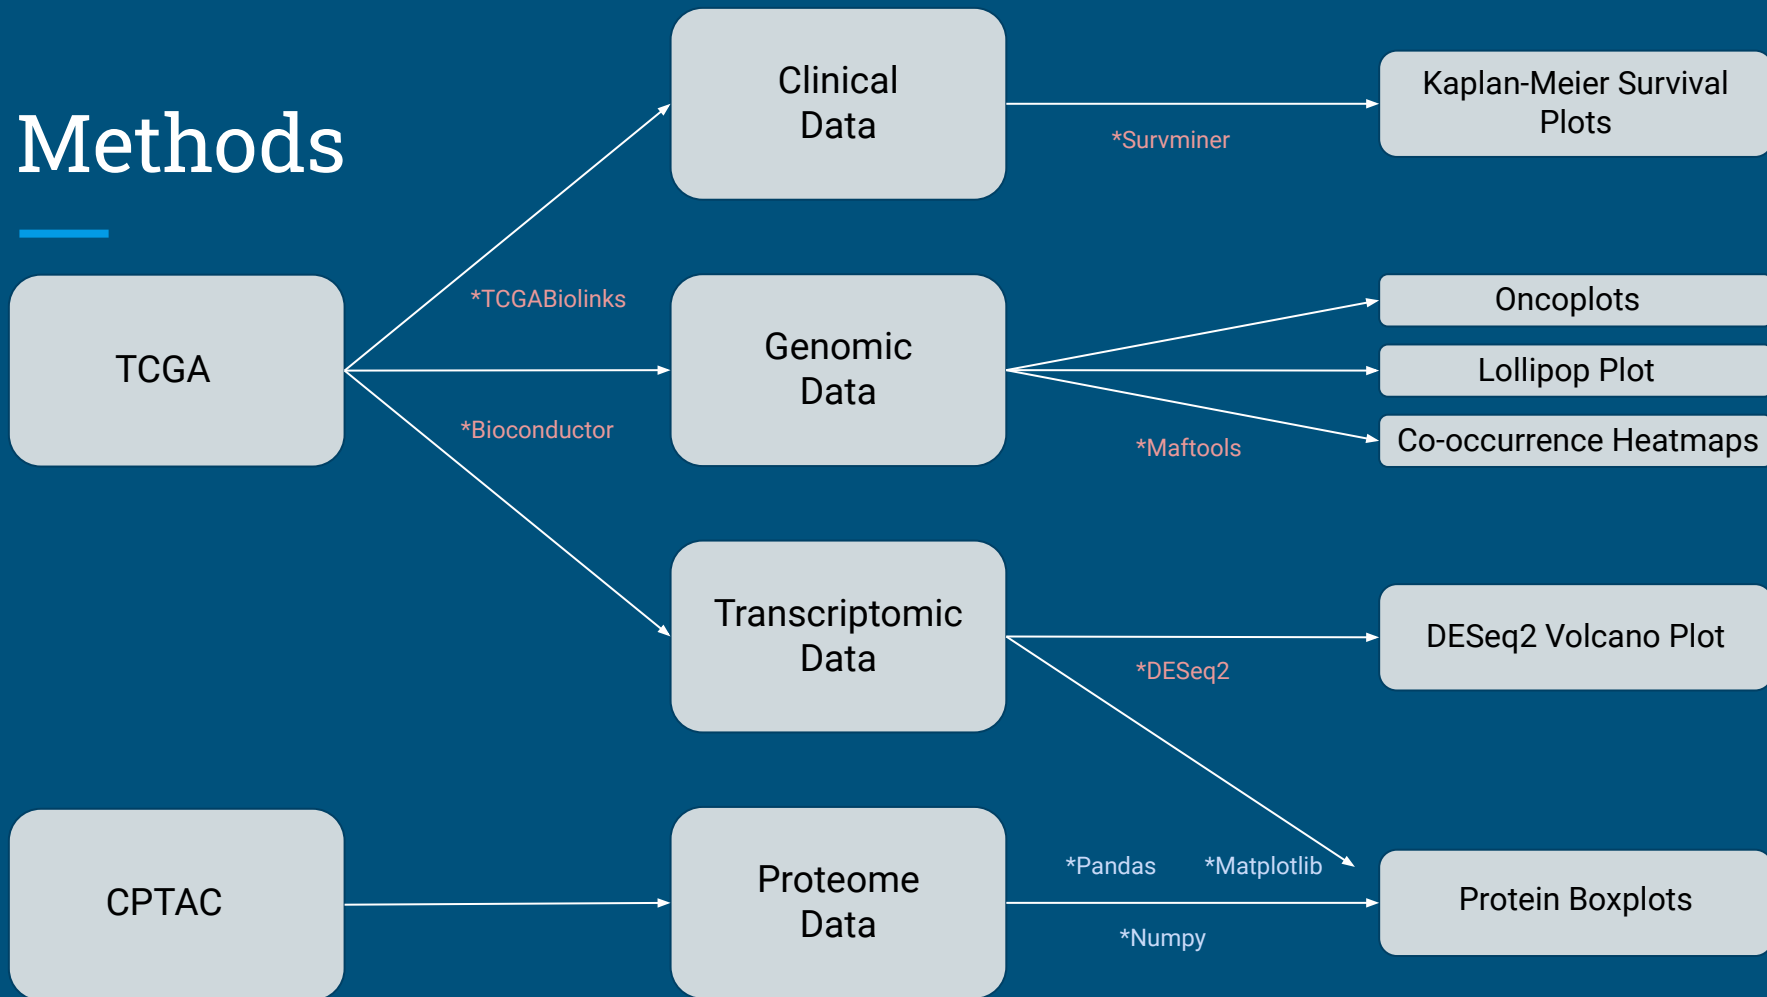 Methods
TCGA
*TCGABiolinks
*Bioconductor
Clinical
Data
*Survminer
Kaplan-Meier Survival
Plots
Genomic
Data
*Maftools
Oncoplots
Lollipop Plot
Co-occurrence Heatmaps
Transcriptomic
Data
*DESeq2
DESeq2 Volcano Plot
CPTAC
Proteome
Data
*Pandas
*Matplotlib
*Numpy
Protein Boxplots